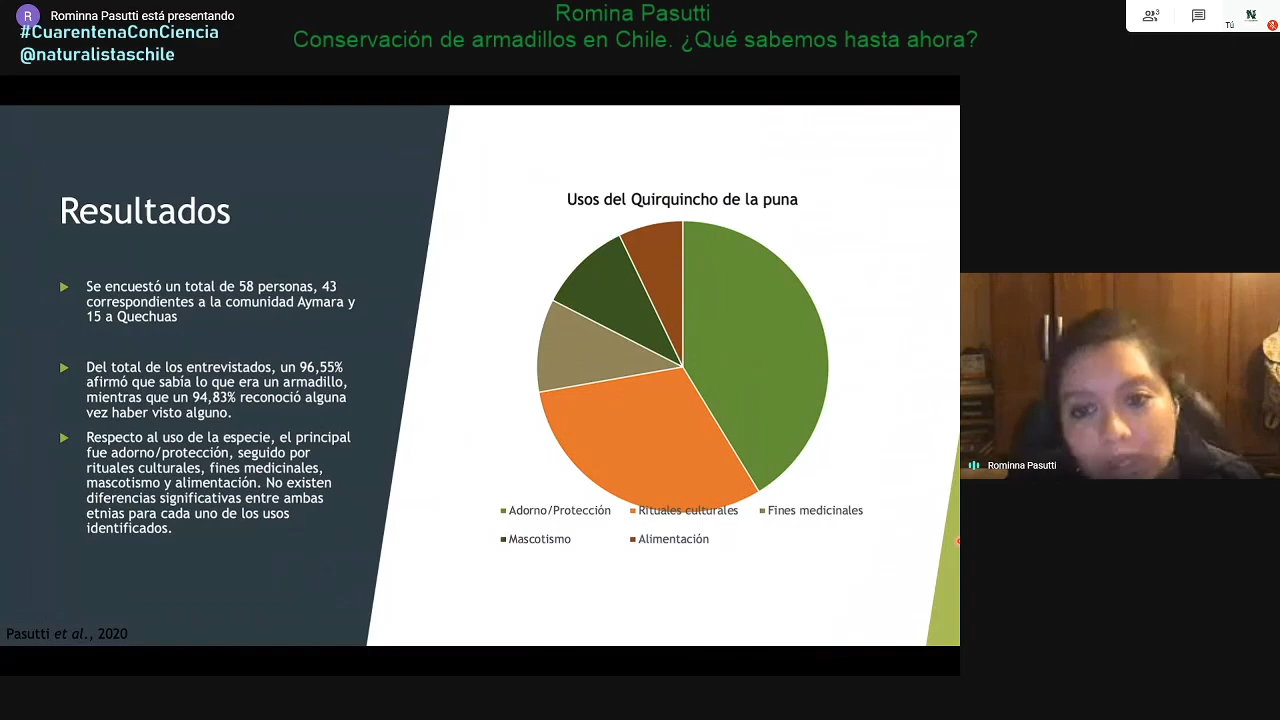 R
Rominna Pasutti está presentando
#CuarentenaConCiencia
@naturalistaschile
Romina Pasutti
Conservación de armadillos en Chile. ¿Qué sabemos hasta ahora?
3
Tú
Resultados
Se encuestó un total de 58 personas, 43
correspondientes a la comunidad Aymara y
15 a Quechuas
Del total de los entrevistados, un 96,55%
afirmó que sabía lo que era un armadillo,
mientras que un 94,83% reconoció alguna
vez haber visto alguno.
Respecto al uso de la especie, el principal
fue adorno/protección, seguido por
rituales culturales, fines medicinales,
mascotismo y alimentación. No existen
diferencias significativas entre ambas
etnias para cada uno de los usos
identificados.
Pasutti et al., 2020
Usos del Quirquincho de la puna
Adorno/Protección
Rituales culturales
Fines medicinales
Mascotismo
Alimentación
Rominna Pasutti